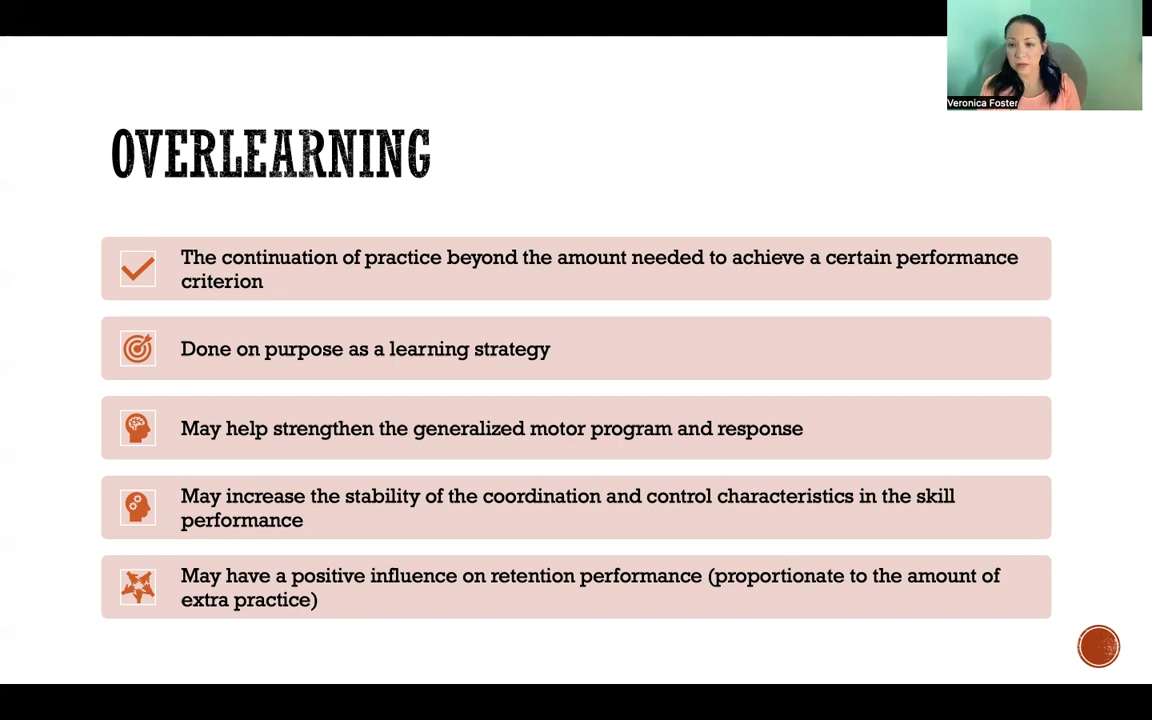 Veronica Foster
OVERLEARNING
The continuation of practice beyond the amount needed to achieve a certain performance
criterion
Done on purpose as a learning strategy
May help strengthen the generalized motor program and response
May increase the stability of the coordination and control characteristics in the skill
performance
May have a positive influence on retention performance (proportionate to the amount of
extra practice)